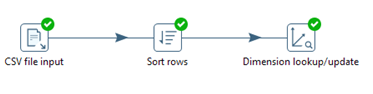 CSV file input
Sort rows
Dimension lookup/update